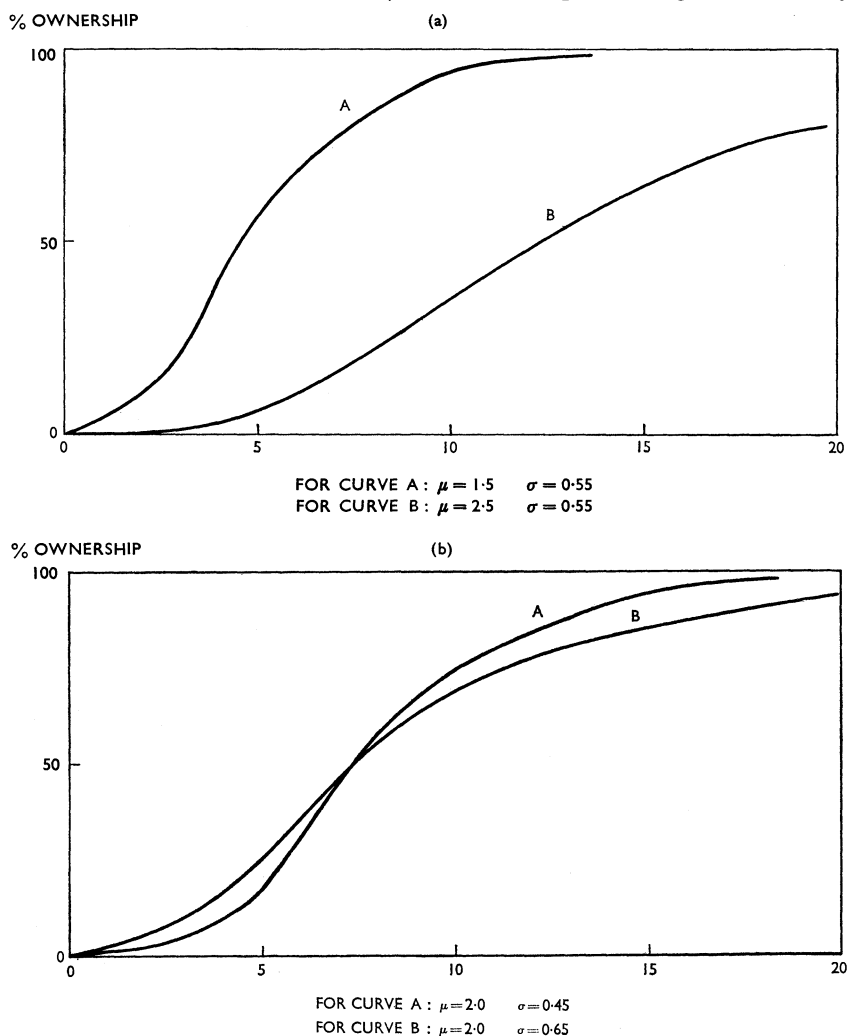 % OWNERSHIP (a)
100
A
B
50
0
0 5 10 15 20
FOR CURVE A : μ = 1·5 σ = 0·55
FOR CURVE B : μ = 2·5 σ = 0·55
% OWNERSHIP (b)
100
A
B
50
0
0 5 10 15 20
FOR CURVE A : μ=2·0 σ=0·45
FOR CURVE B : μ=2·0 σ=0·65